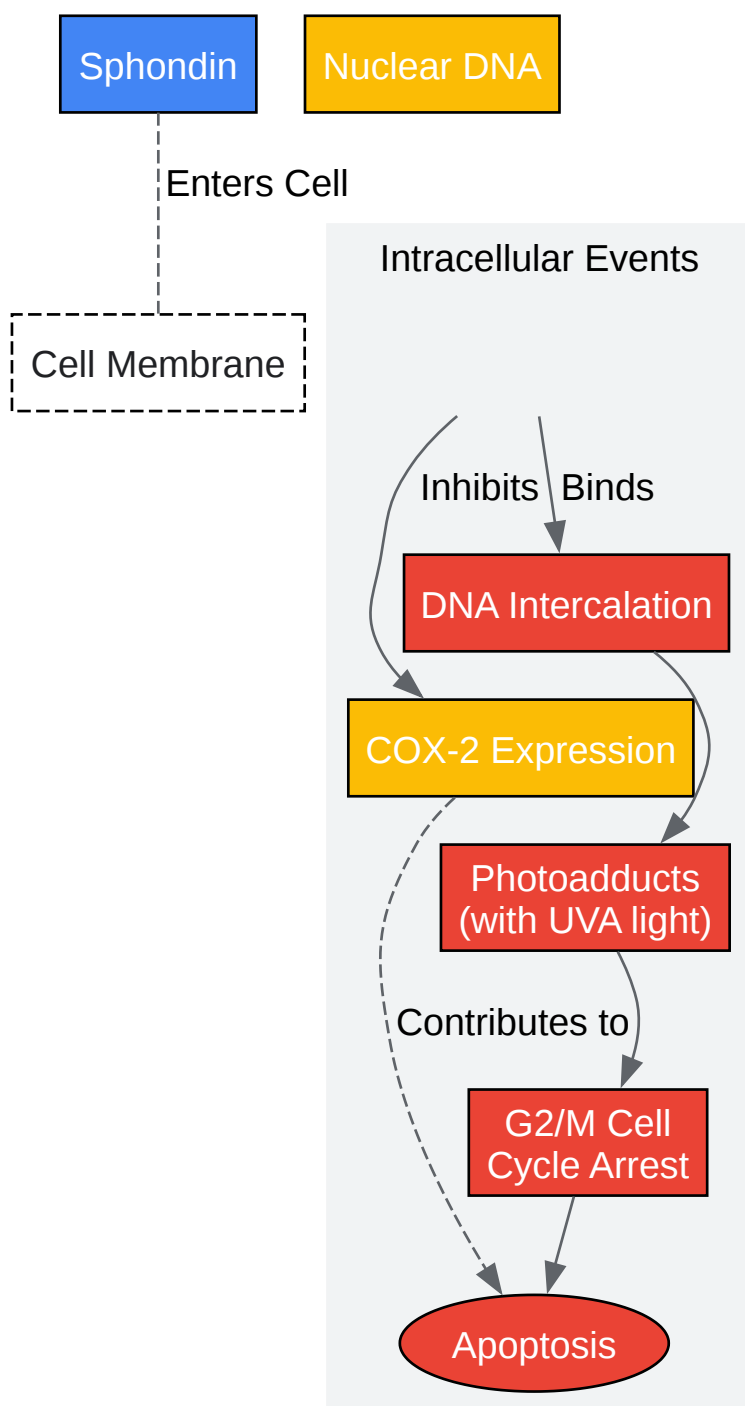 Sphondin
Nuclear DNA
Enters Cell
Intracellular Events
Cell Membrane
Inhibits
Binds
DNA Intercalation
COX-2 Expression
Photoadducts
(with UVA light)
Contributes to
G2/M Cell
Cycle Arrest
Apoptosis